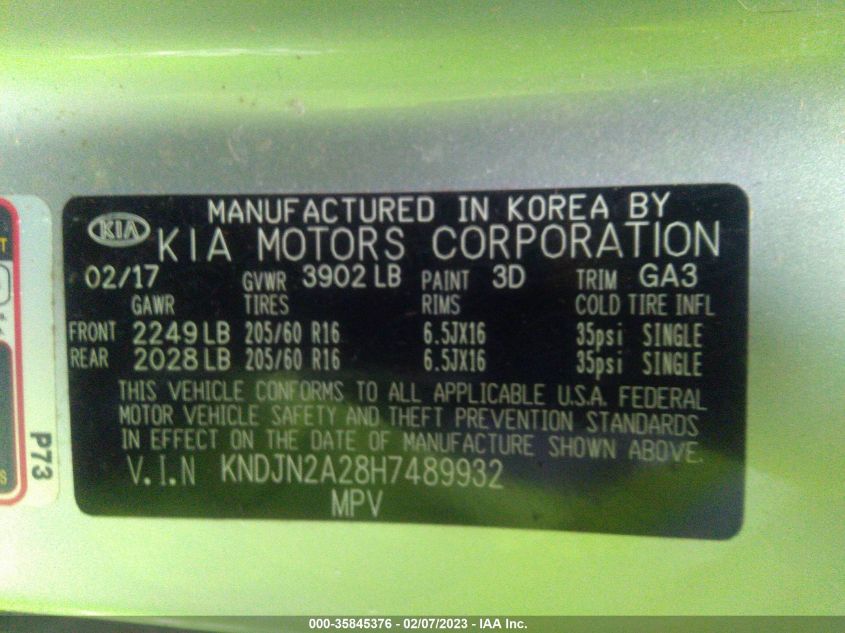 MANUFACTURED IN KOREA BY
KIA KIA MOTORS CORPORATION
02/17 GVWR 3902 LB PAINT 3D TRIM GA3
GAWR TIRES RIMS COLD TIRE INFL
FRONT 2249 LB 205/60 R16 6.5JX16 35psi SINGLE
REAR 2028 LB 205/60 R16 6.5JX16 35psi SINGLE
THIS VEHICLE CONFORMS TO ALL APPLICABLE U.S.A. FEDERAL
MOTOR VEHICLE SAFETY AND THEFT PREVENTION STANDARDS
IN EFFECT ON THE DATE OF MANUFACTURE SHOWN ABOVE.
V.I.N KNDJN2A28H7489932
MPV
P73
000-35845376 - 02/07/2023 - IAA Inc.